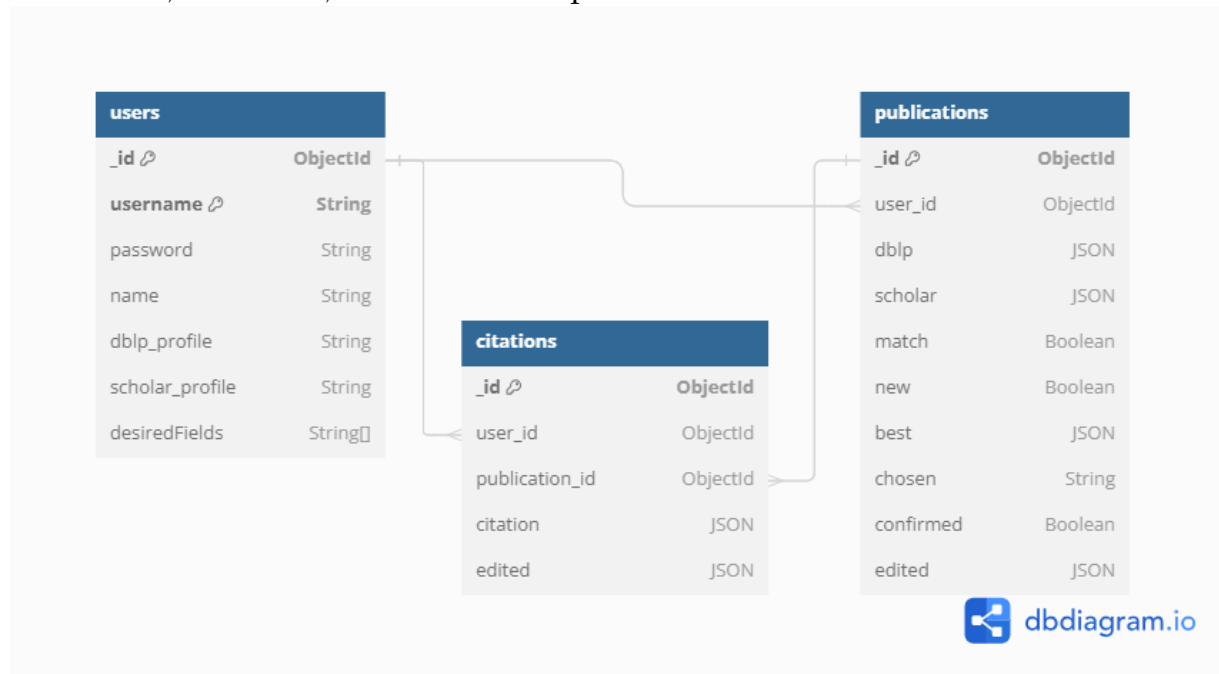 users
_id ObjectId
username String
password String
name String
dblp_profile String
scholar_profile String
desiredFields String[]
citations
_id ObjectId
user_id ObjectId
publication_id ObjectId
citation JSON
edited JSON
publications
_id ObjectId
user_id ObjectId
dblp JSON
scholar JSON
match Boolean
new Boolean
best JSON
chosen String
confirmed Boolean
edited JSON
dbdiagram.io